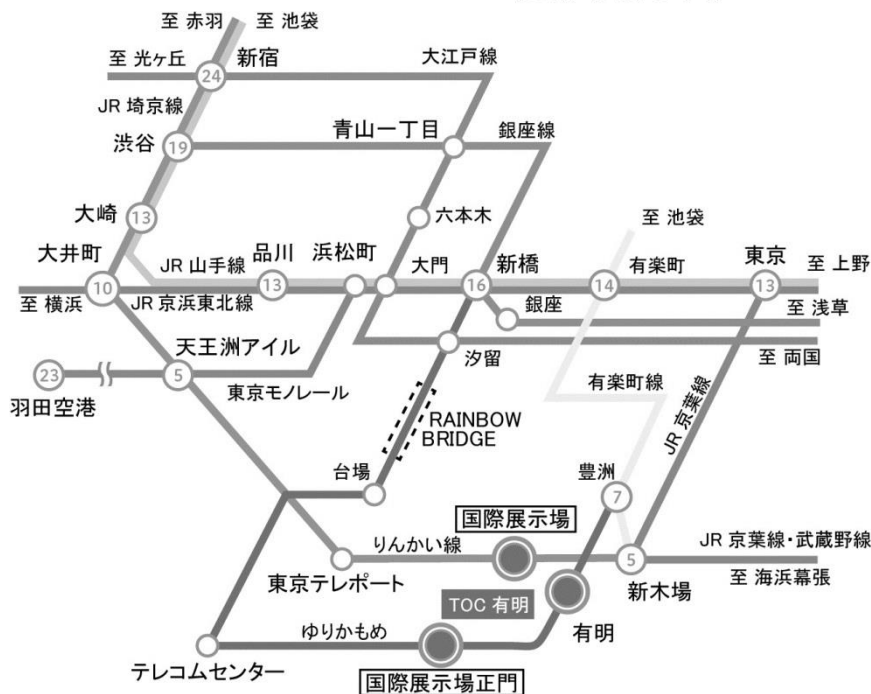 至 赤羽
至 池袋
至 光ヶ丘
新宿
大江戸線
24
JR 埼京線
青山一丁目
銀座線
渋谷
19
大崎
13
六本木
至 池袋
大井町
JR 山手線
品川
浜松町
大門
新橋
有楽町
東京
至 上野
10
13
16
14
13
至 横浜
JR 京浜東北線
銀座
至 浅草
天王洲アイル
汐留
至 両国
23
5
羽田空港
東京モノレール
有楽町線
JR 京葉線
RAINBOW
BRIDGE
台場
豊洲
7
国際展示場
りんかい線
JR 京葉線・武蔵野線
5
東京テレポート
新木場
至 海浜幕張
TOC 有明
有明
ゆりかもめ
テレコムセンター
国際展示場正門